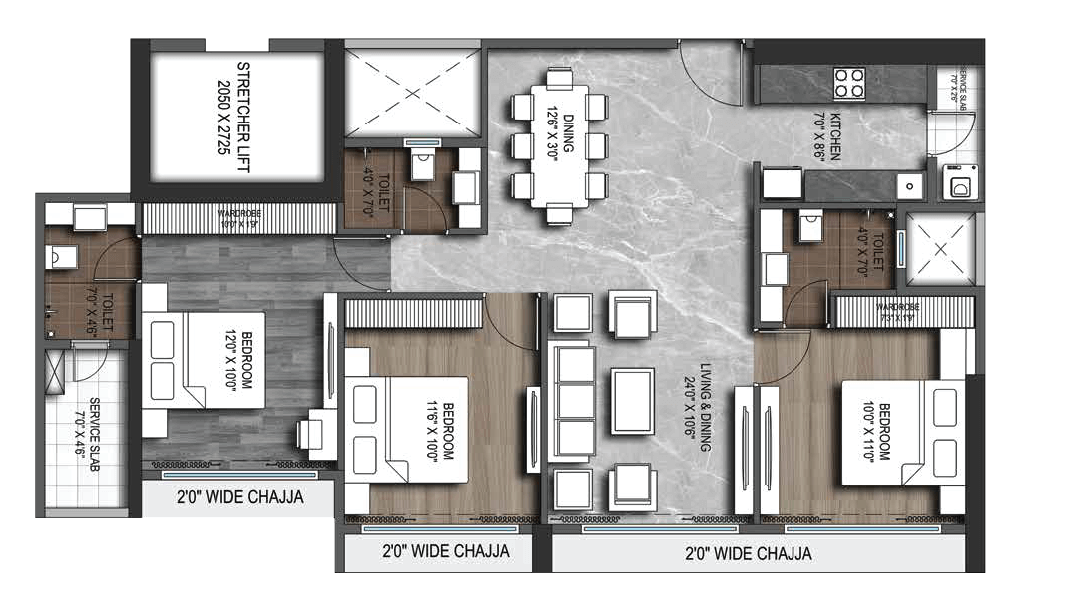 STRETCHER LIFT
2050 X 2725
DINING
12'6" X 3'0"
KITCHEN
7'0" X 8'6"
SERVICE SLAB
7'0" X 2'6"
TOILET
4'0" X 7'0"
WARDROBE
10'0" X 1'9"
TOILET
4'0" X 7'0"
TOILET
7'0" X 4'6"
WARDROBE
7'3" X 1'9"
BEDROOM
12'0" X 10'0"
LIVING & DINING
24'0" X 10'6"
BEDROOM
11'6" X 10'0"
BEDROOM
10'0" X 11'0"
SERVICE SLAB
7'0" X 4'6"
2'0" WIDE CHAJJA
2'0" WIDE CHAJJA
2'0" WIDE CHAJJA